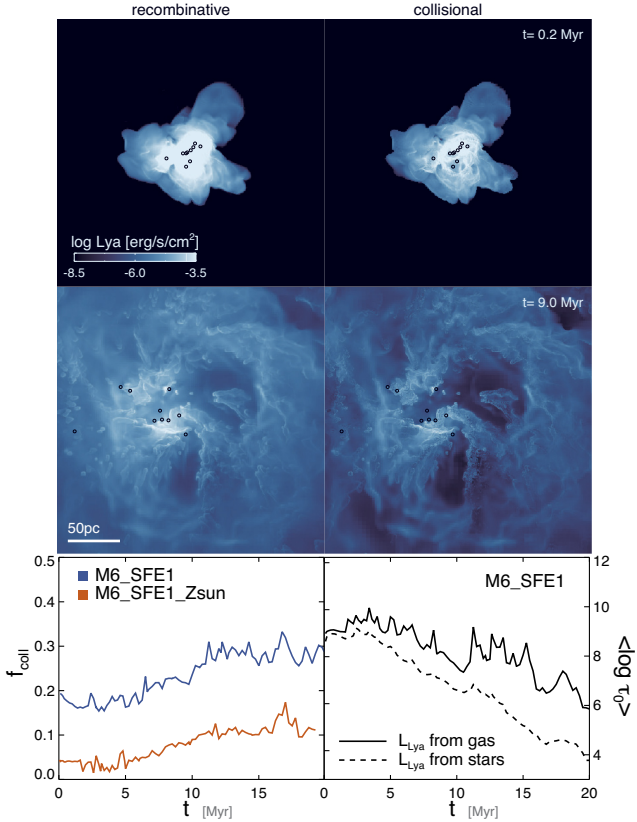 recombinative
collisional
t= 0.2 Myr
log Lya [erg/s/cm²]
-8.5 -6.0 -3.5
t= 9.0 Myr
50pc
0.5
0.4
0.3
0.2
0.1
0.0
f_coll
M6_SFE1
M6_SFE1_Zsun
0 5 10 15
t [Myr]
M6_SFE1
L_Lya from gas
L_Lya from stars
12
10
8
6
4
<log τ₀>
0 5 10 15 20
t [Myr]